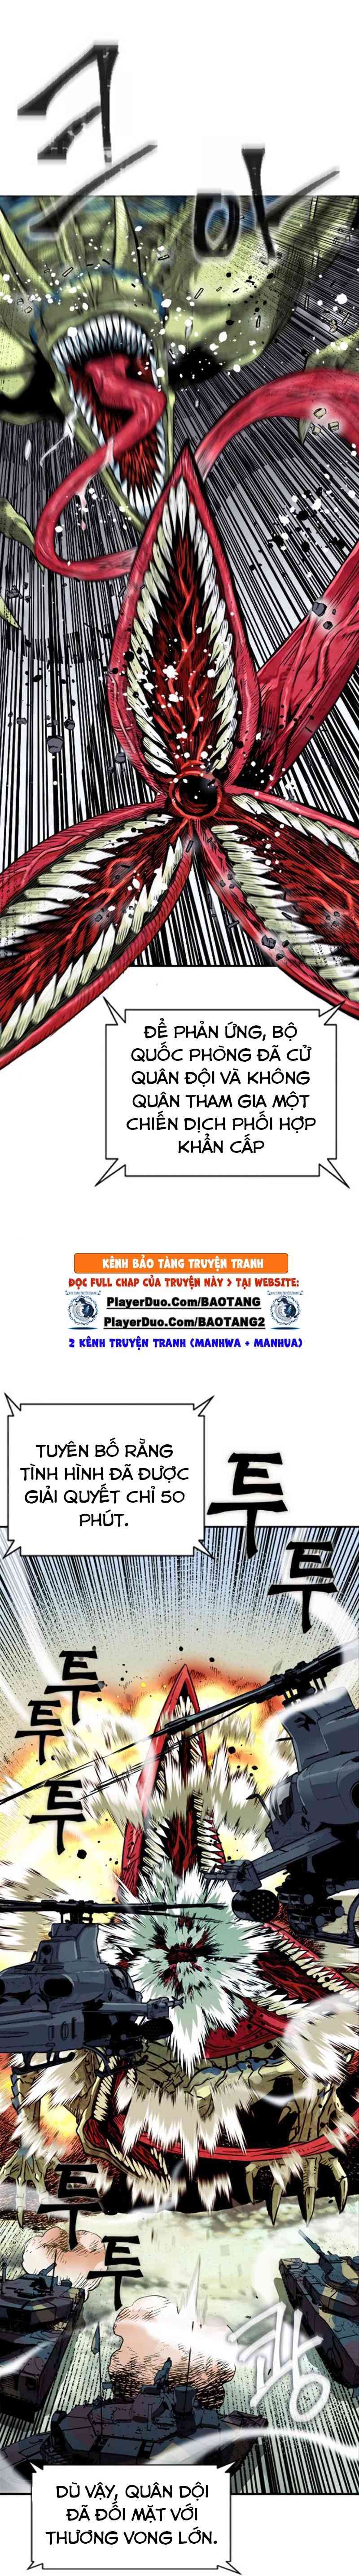 크
아
ĐỂ PHẢN ỨNG, BỘ
QUỐC PHÒNG ĐÃ CỬ
QUÂN ĐỘI VÀ KHÔNG
QUÂN THAM GIA MỘT
CHIẾN DỊCH PHỐI HỢP
KHẨN CẤP
KÊNH BẢO TÀNG TRUYỆN TRANH
ĐỌC FULL CHAP CỦA TRUYỆN NÀY > TẠI WEBSITE:
PlayerDuo.Com/BAOTANG
PlayerDuo.Com/BAOTANG2
2 KÊNH TRUYỆN TRANH (MANHWA + MANHUA)
TUYÊN BỐ RẰNG
TÌNH HÌNH ĐÃ ĐƯỢC
GIẢI QUYẾT CHỈ 50
PHÚT.
투
투
투
투
투
투
투
쾅
DÙ VẬY, QUÂN DỘI
ĐÃ ĐỐI MẶT VỚI
THƯƠNG VONG LỚN.